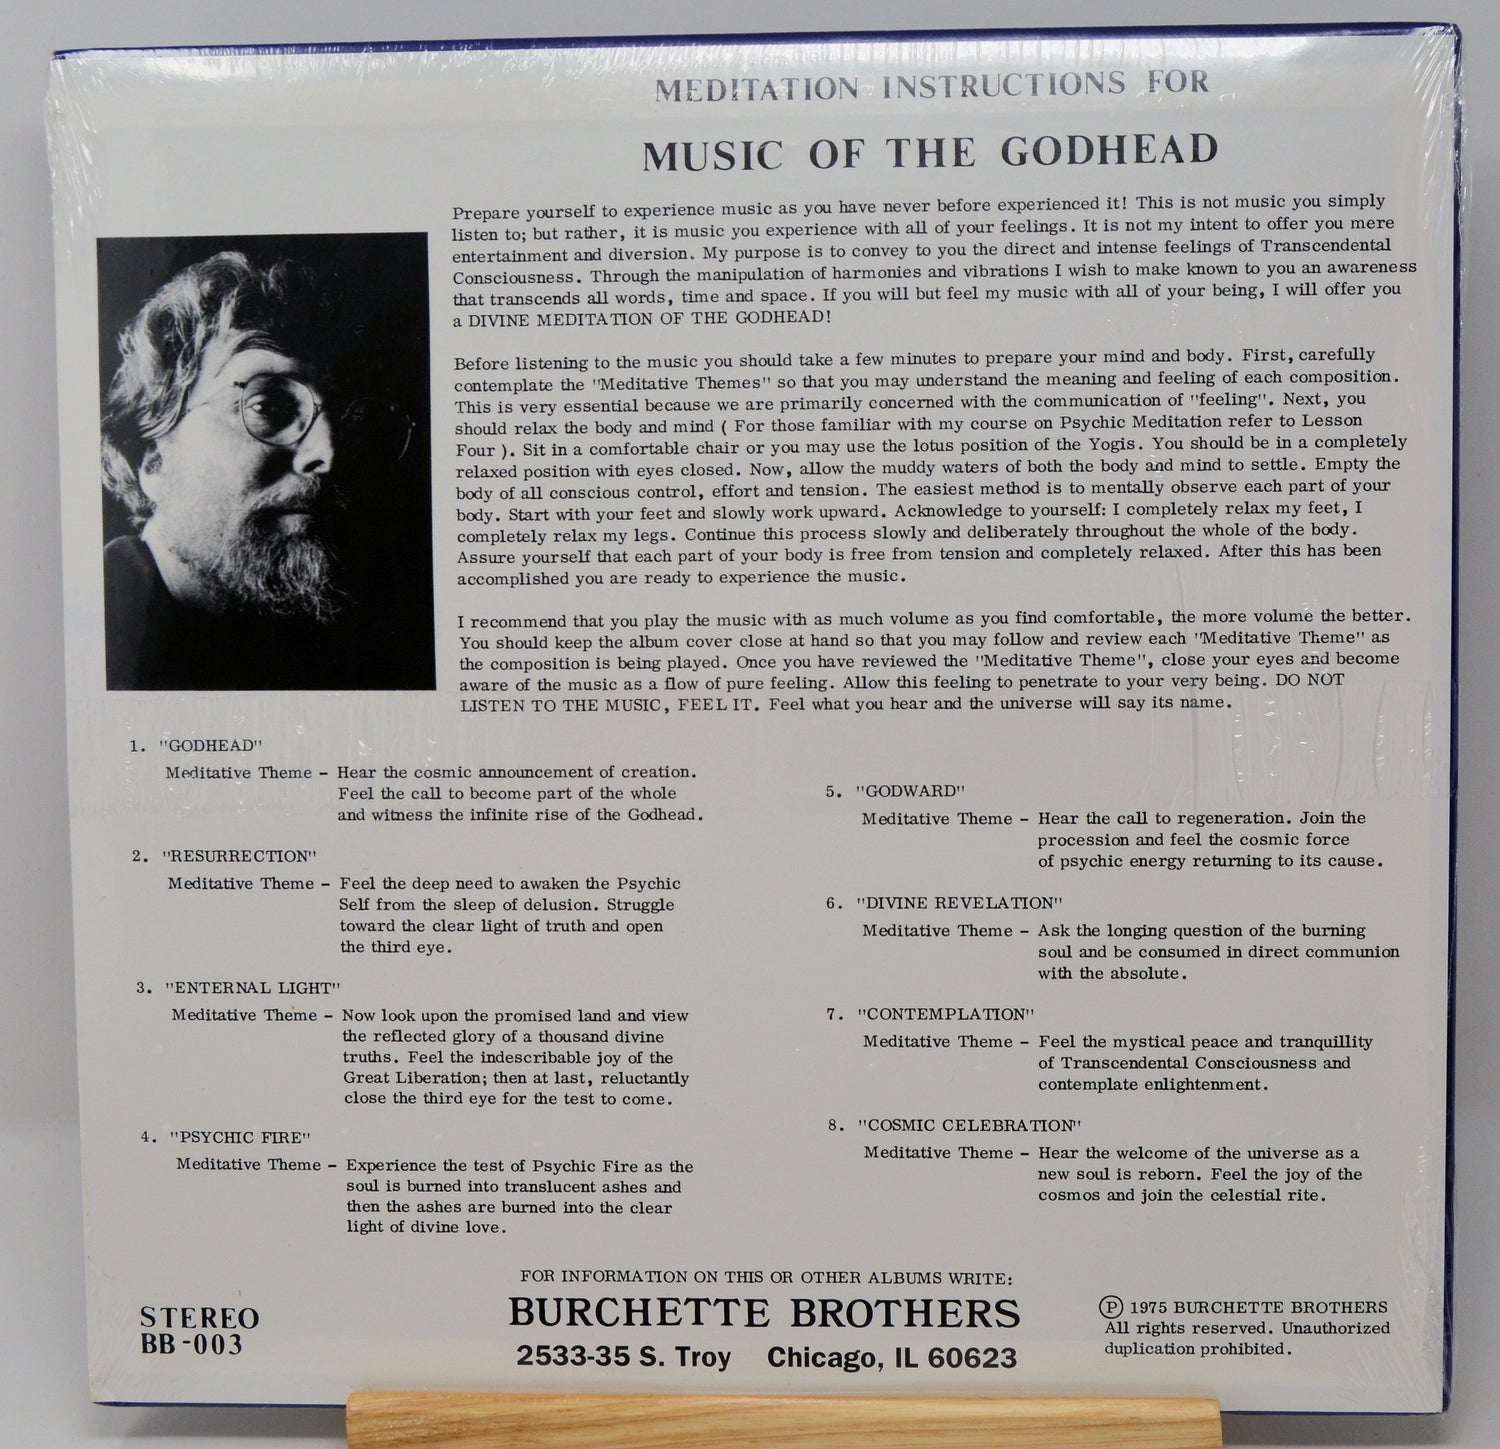 MEDITATION INSTRUCTIONS FOR
MUSIC OF THE GODHEAD
Prepare yourself to experience music as you have never before experienced it! This is not music you simply
listen to; but rather, it is music you experience with all of your feelings. It is not my intent to offer you mere
entertainment and diversion. My purpose is to convey to you the direct and intense feelings of Transcendental
Consciousness. Through the manipulation of harmonies and vibrations I wish to make known to you an awareness
that transcends all words, time and space. If you will but feel my music with all of your being, I will offer you
a DIVINE MEDITATION OF THE GODHEAD!
Before listening to the music you should take a few minutes to prepare your mind and body. First, carefully
contemplate the "Meditative Themes" so that you may understand the meaning and feeling of each composition.
This is very essential because we are primarily concerned with the communication of "feeling". Next, you
should relax the body and mind ( For those familiar with my course on Psychic Meditation refer to Lesson
Four ). Sit in a comfortable chair or you may use the lotus position of the Yogis. You should be in a completely
relaxed position with eyes closed. Now, allow the muddy waters of both the body and mind to settle. Empty the
body of all conscious control, effort and tension. The easiest method is to mentally observe each part of your
body. Start with your feet and slowly work upward. Acknowledge to yourself: I completely relax my feet, I
completely relax my legs. Continue this process slowly and deliberately throughout the whole of the body.
Assure yourself that each part of your body is free from tension and completely relaxed. After this has been
accomplished you are ready to experience the music.
I recommend that you play the music with as much volume as you find comfortable, the more volume the better.
You should keep the album cover close at hand so that you may follow and review each "Meditative Theme" as
the composition is being played. Once you have reviewed the "Meditative Theme", close your eyes and become
aware of the music as a flow of pure feeling. Allow this feeling to penetrate to your very being. DO NOT
LISTEN TO THE MUSIC, FEEL IT. Feel what you hear and the universe will say its name.
1. "GODHEAD"
Meditative Theme - Hear the cosmic announcement of creation.
Feel the call to become part of the whole
and witness the infinite rise of the Godhead.
2. "RESURRECTION"
Meditative Theme - Feel the deep need to awaken the Psychic
Self from the sleep of delusion. Struggle
toward the clear light of truth and open
the third eye.
3. "ENTERNAL LIGHT"
Meditative Theme - Now look upon the promised land and view
the reflected glory of a thousand divine
truths. Feel the indescribable joy of the
Great Liberation; then at last, reluctantly
close the third eye for the test to come.
4. "PSYCHIC FIRE"
Meditative Theme - Experience the test of Psychic Fire as the
soul is burned into translucent ashes and
then the ashes are burned into the clear
light of divine love.
5. "GODWARD"
Meditative Theme - Hear the call to regeneration. Join the
procession and feel the cosmic force
of psychic energy returning to its cause.
6. "DIVINE REVELATION"
Meditative Theme - Ask the longing question of the burning
soul and be consumed in direct communion
with the absolute.
7. "CONTEMPLATION"
Meditative Theme - Feel the mystical peace and tranquillity
of Transcendental Consciousness and
contemplate enlightenment.
8. "COSMIC CELEBRATION"
Meditative Theme - Hear the welcome of the universe as a
new soul is reborn. Feel the joy of the
cosmos and join the celestial rite.
STEREO
BB-003
FOR INFORMATION ON THIS OR OTHER ALBUMS WRITE:
BURCHETTE BROTHERS
2533-35 S. Troy Chicago, IL 60623
Ⓟ 1975 BURCHETTE BROTHERS
All rights reserved. Unauthorized
duplication prohibited.